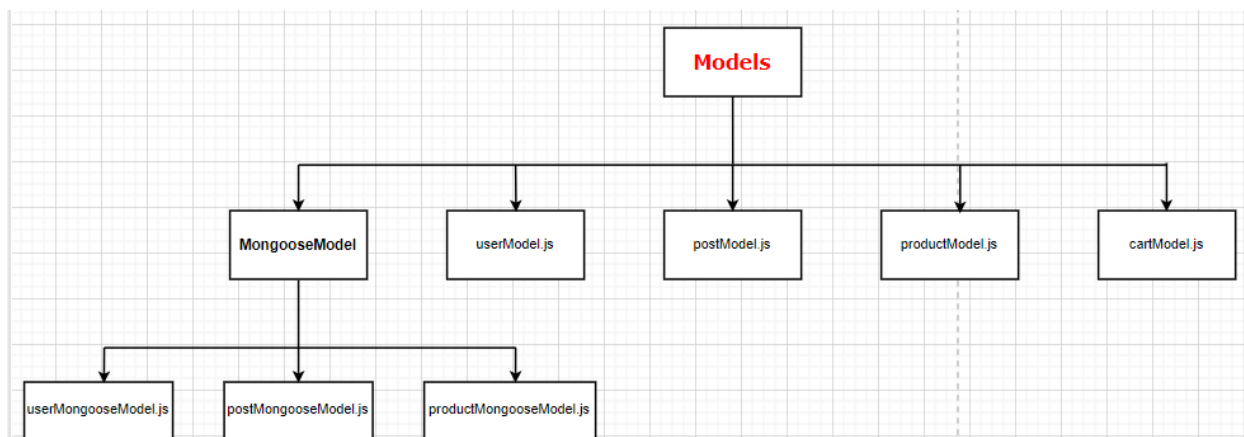 Models
MongooseModel
userModel.js
postModel.js
productModel.js
cartModel.js
userMongooseModel.js
postMongooseModel.js
productMongooseModel.js